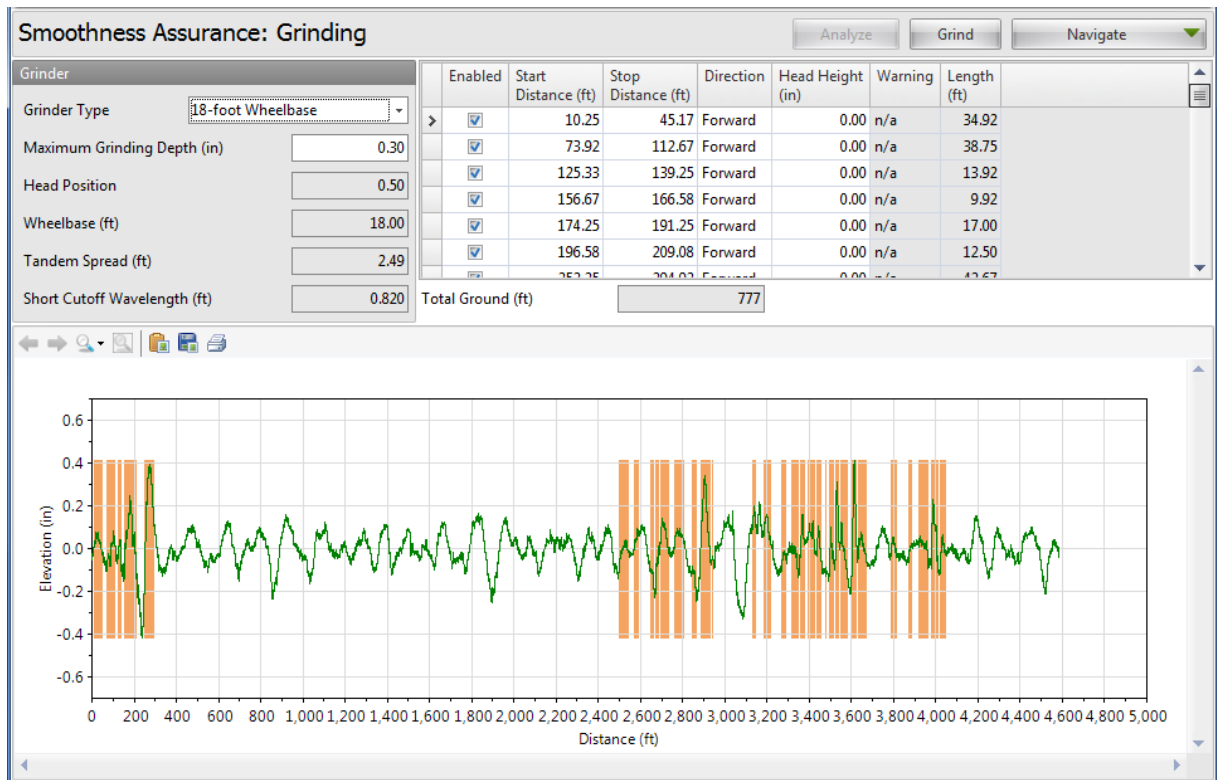 Smoothness Assurance: Grinding
Analyze
Grind
Navigate
Grinder
Grinder Type 18-foot Wheelbase
Maximum Grinding Depth (in) 0.30
Head Position 0.50
Wheelbase (ft) 18.00
Tandem Spread (ft) 2.49
Short Cutoff Wavelength (ft) 0.820
Enabled Start Distance (ft) Stop Distance (ft) Direction Head Height (in) Warning Length (ft)
10.25 45.17 Forward 0.00 n/a 34.92
73.92 112.67 Forward 0.00 n/a 38.75
125.33 139.25 Forward 0.00 n/a 13.92
156.67 166.58 Forward 0.00 n/a 9.92
174.25 191.25 Forward 0.00 n/a 17.00
196.58 209.08 Forward 0.00 n/a 12.50
Total Ground (ft) 777
Elevation (in)
0.6
0.4
0.2
0.0
-0.2
-0.4
-0.6
0 200 400 600 800 1,000 1,200 1,400 1,600 1,800 2,000 2,200 2,400 2,600 2,800 3,000 3,200 3,400 3,600 3,800 4,000 4,200 4,400 4,600 4,800 5,000
Distance (ft)